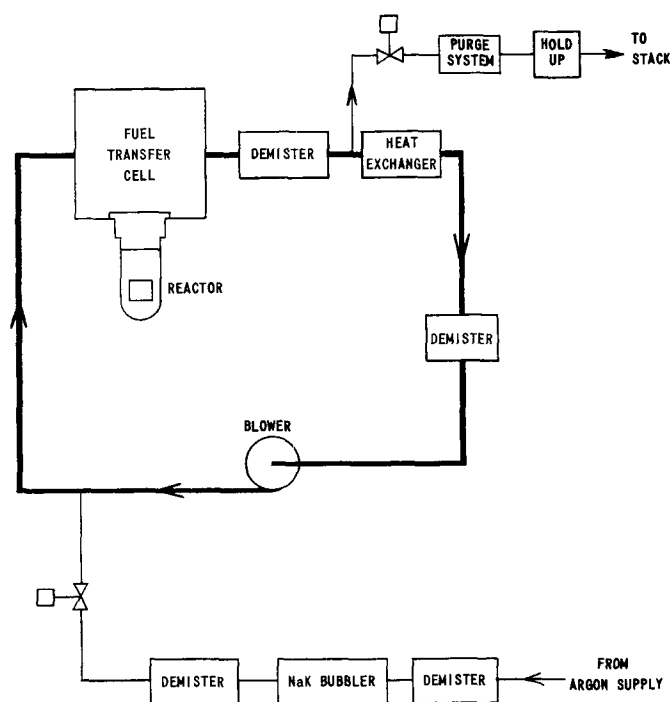 PURGE
SYSTEM
HOLD
UP
TO
STACK
FUEL
TRANSFER
CELL
DEMISTER
HEAT
EXCHANGER
REACTOR
DEMISTER
BLOWER
DEMISTER
NaK BUBBLER
DEMISTER
FROM
ARGON SUPPLY